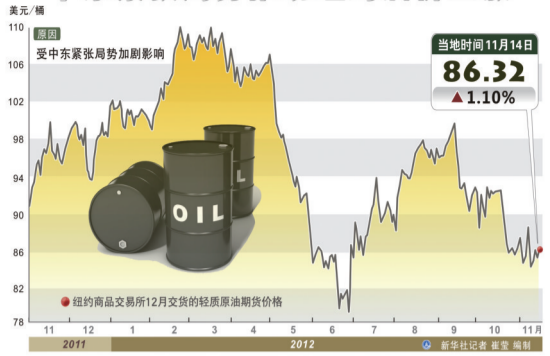 美元/桶
原因
受中东紧张局势加剧影响
当地时间11月14日
86.32
▲1.10%
110
106
102
98
94
90
86
82
78
OIL
L
纽约商品交易所12月交货的轻质原油期货价格
11 12 1 2 3 4 5 6 7 8 9 10 11月
2011 2012
新华社记者 崔莹 编制